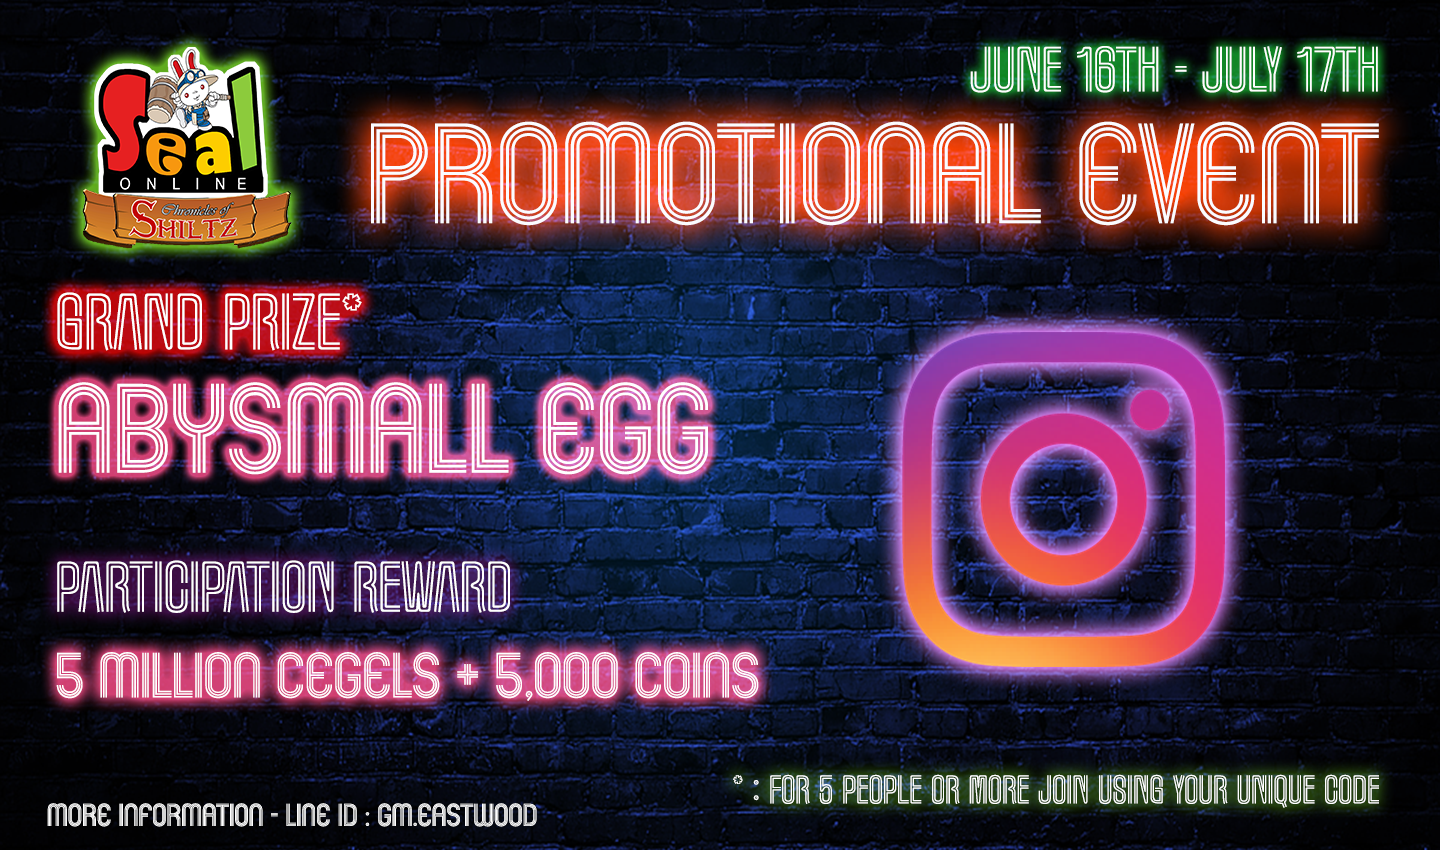 Seal
ONLINE
Chronicles of
SHILTZ
JUNE 16TH - JULY 17TH
PROMOTIONAL EVENT
GRAND PRIZE*
ABYSMALL EGG
PARTICIPATION REWARD
5 MILLION CEGELS + 5,000 COINS
* : FOR 5 PEOPLE OR MORE JOIN USING YOUR UNIQUE CODE
MORE INFORMATION - LINE ID : GM.EASTWOOD